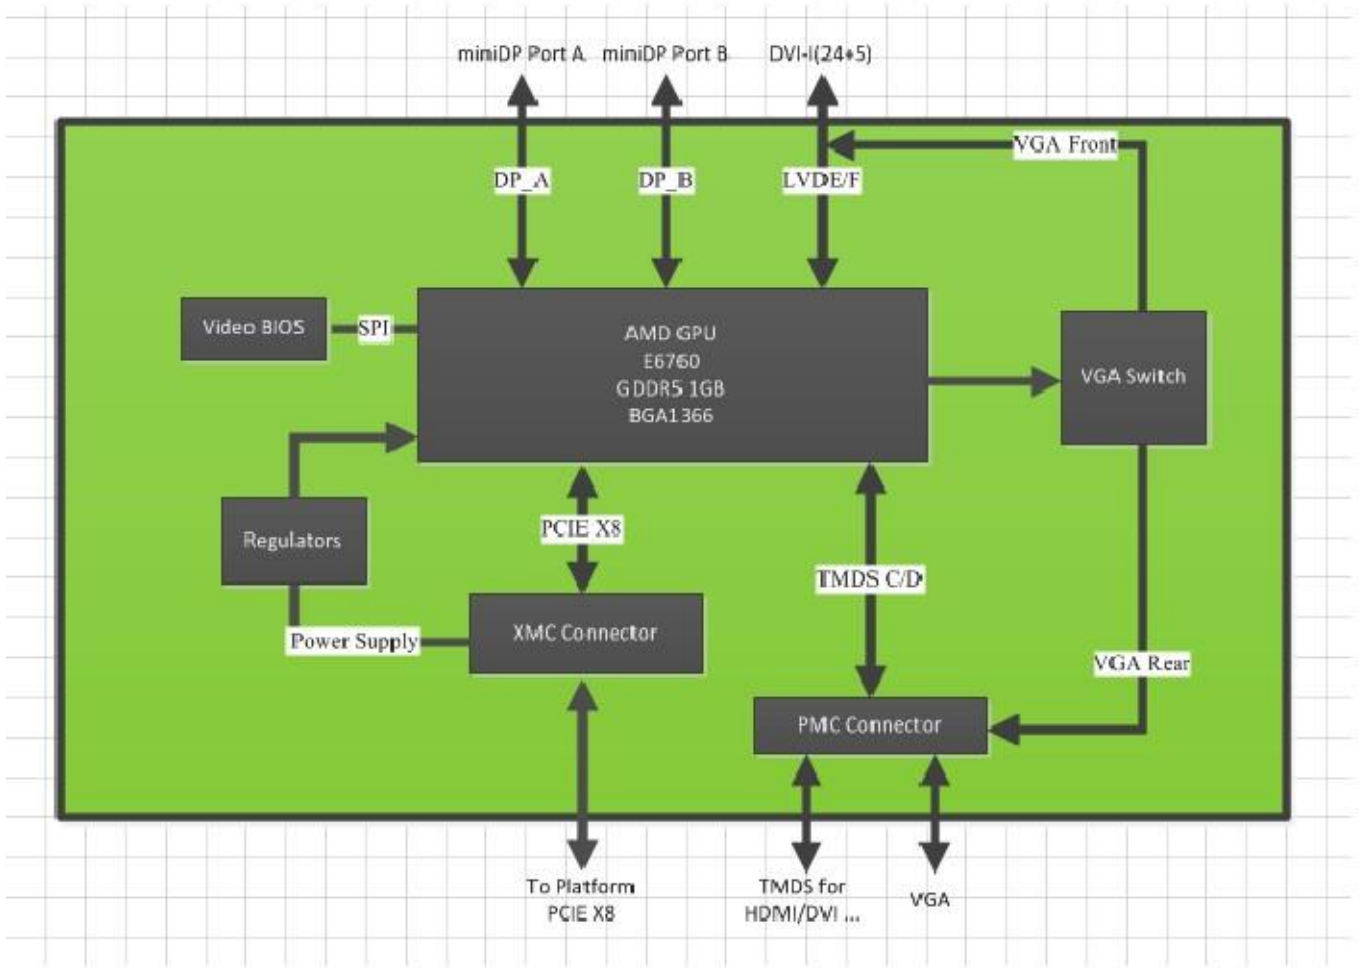 miniDP Port A miniDP Port B DVI-I(24+5)
VGA Front
DP_A DP_B LVDE/F
Video BIOS SPI
AMD GPU
E6760
GDDR5 1GB
BGA1366
VGA Switch
Regulators
PCIE X8
TMDS C/D
Power Supply
XMC Connector
VGA Rear
PMC Connector
To Platform
PCIE X8
TMDS for
HDMI/DVI ...
VGA